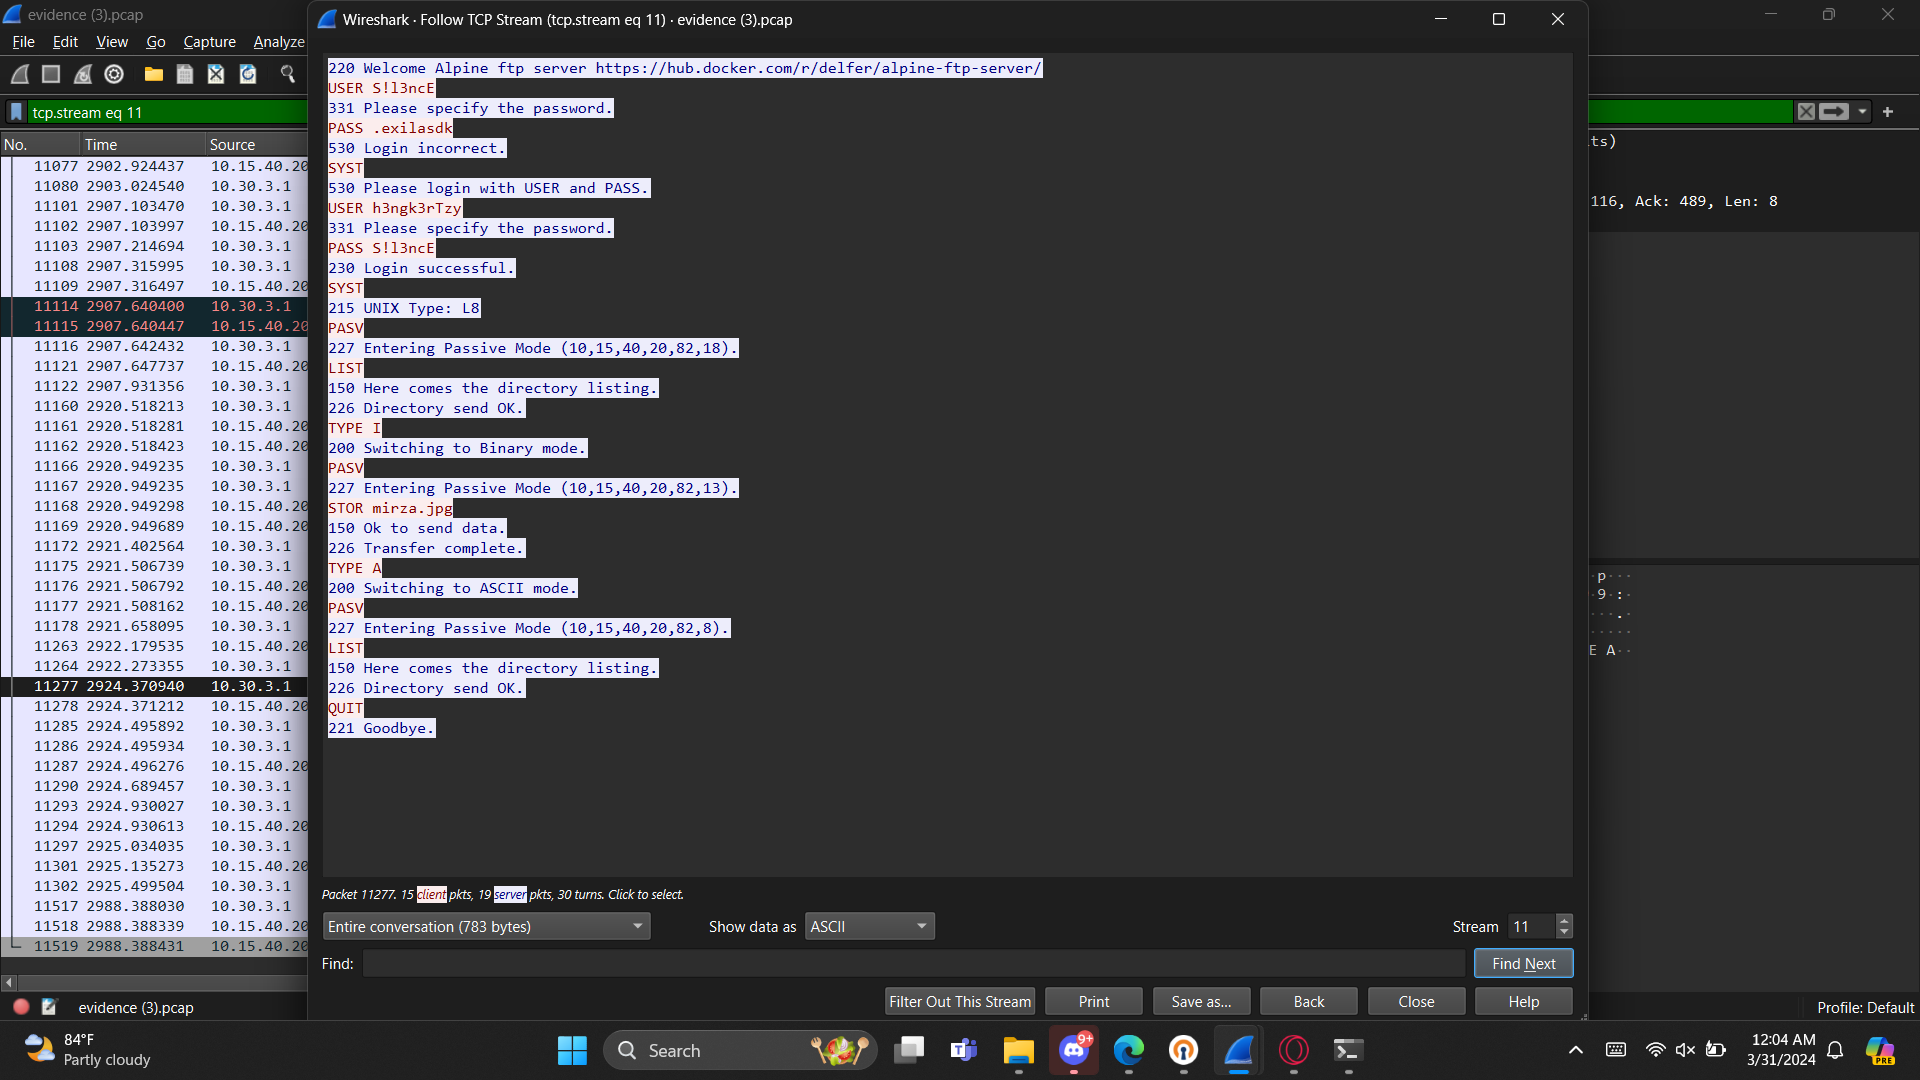 evidence (3).pcap
File Edit View Go Capture Analyze
tcp.stream eq 11
No. Time Source
11077 2902.924437 10.15.40.20
11080 2903.024540 10.30.3.1
11101 2907.103470 10.30.3.1
11102 2907.103997 10.15.40.20
11103 2907.214694 10.30.3.1
11108 2907.315995 10.30.3.1
11109 2907.316497 10.15.40.20
11114 2907.640400 10.30.3.1
11115 2907.640447 10.15.40.20
11116 2907.642432 10.30.3.1
11121 2907.647737 10.15.40.20
11122 2907.931356 10.30.3.1
11160 2920.518213 10.30.3.1
11161 2920.518281 10.15.40.20
11162 2920.518423 10.15.40.20
11166 2920.949235 10.30.3.1
11167 2920.949235 10.30.3.1
11168 2920.949298 10.15.40.20
11169 2920.949689 10.15.40.20
11172 2921.402564 10.30.3.1
11175 2921.506739 10.30.3.1
11176 2921.506792 10.15.40.20
11177 2921.508162 10.15.40.20
11178 2921.658095 10.30.3.1
11263 2922.179535 10.15.40.20
11264 2922.273355 10.30.3.1
11277 2924.370940 10.30.3.1
11278 2924.371212 10.15.40.20
11285 2924.495892 10.30.3.1
11286 2924.495934 10.30.3.1
11287 2924.496276 10.15.40.20
11290 2924.689457 10.30.3.1
11293 2924.930027 10.30.3.1
11294 2924.930613 10.15.40.20
11297 2925.034035 10.30.3.1
11301 2925.135273 10.15.40.20
11302 2925.499504 10.30.3.1
11517 2988.388030 10.30.3.1
11518 2988.388339 10.15.40.20
11519 2988.388431 10.15.40.20
evidence (3).pcap
Wireshark · Follow TCP Stream (tcp.stream eq 11) · evidence (3).pcap
220 Welcome Alpine ftp server https://hub.docker.com/r/delfer/alpine-ftp-server/
USER S!l3ncE
331 Please specify the password.
PASS .exilasdk
530 Login incorrect.
SYST
530 Please login with USER and PASS.
USER h3ngk3rTzy
331 Please specify the password.
PASS S!l3ncE
230 Login successful.
SYST
215 UNIX Type: L8
PASV
227 Entering Passive Mode (10,15,40,20,82,18).
LIST
150 Here comes the directory listing.
226 Directory send OK.
TYPE I
200 Switching to Binary mode.
PASV
227 Entering Passive Mode (10,15,40,20,82,13).
STOR mirza.jpg
150 Ok to send data.
226 Transfer complete.
TYPE A
200 Switching to ASCII mode.
PASV
227 Entering Passive Mode (10,15,40,20,82,8).
LIST
150 Here comes the directory listing.
226 Directory send OK.
QUIT
221 Goodbye.
Packet 11277. 15 client pkts, 19 server pkts, 30 turns. Click to select.
Entire conversation (783 bytes) Show data as ASCII Stream 11
Find: Find Next
Filter Out This Stream Print Save as... Back Close Help
ts)
116, Ack: 489, Len: 8
·p···
·9·:·
···.·
·····
E A··
Profile: Default
84°F
Partly cloudy
Search
9+
12:04 AM
3/31/2024
PRE